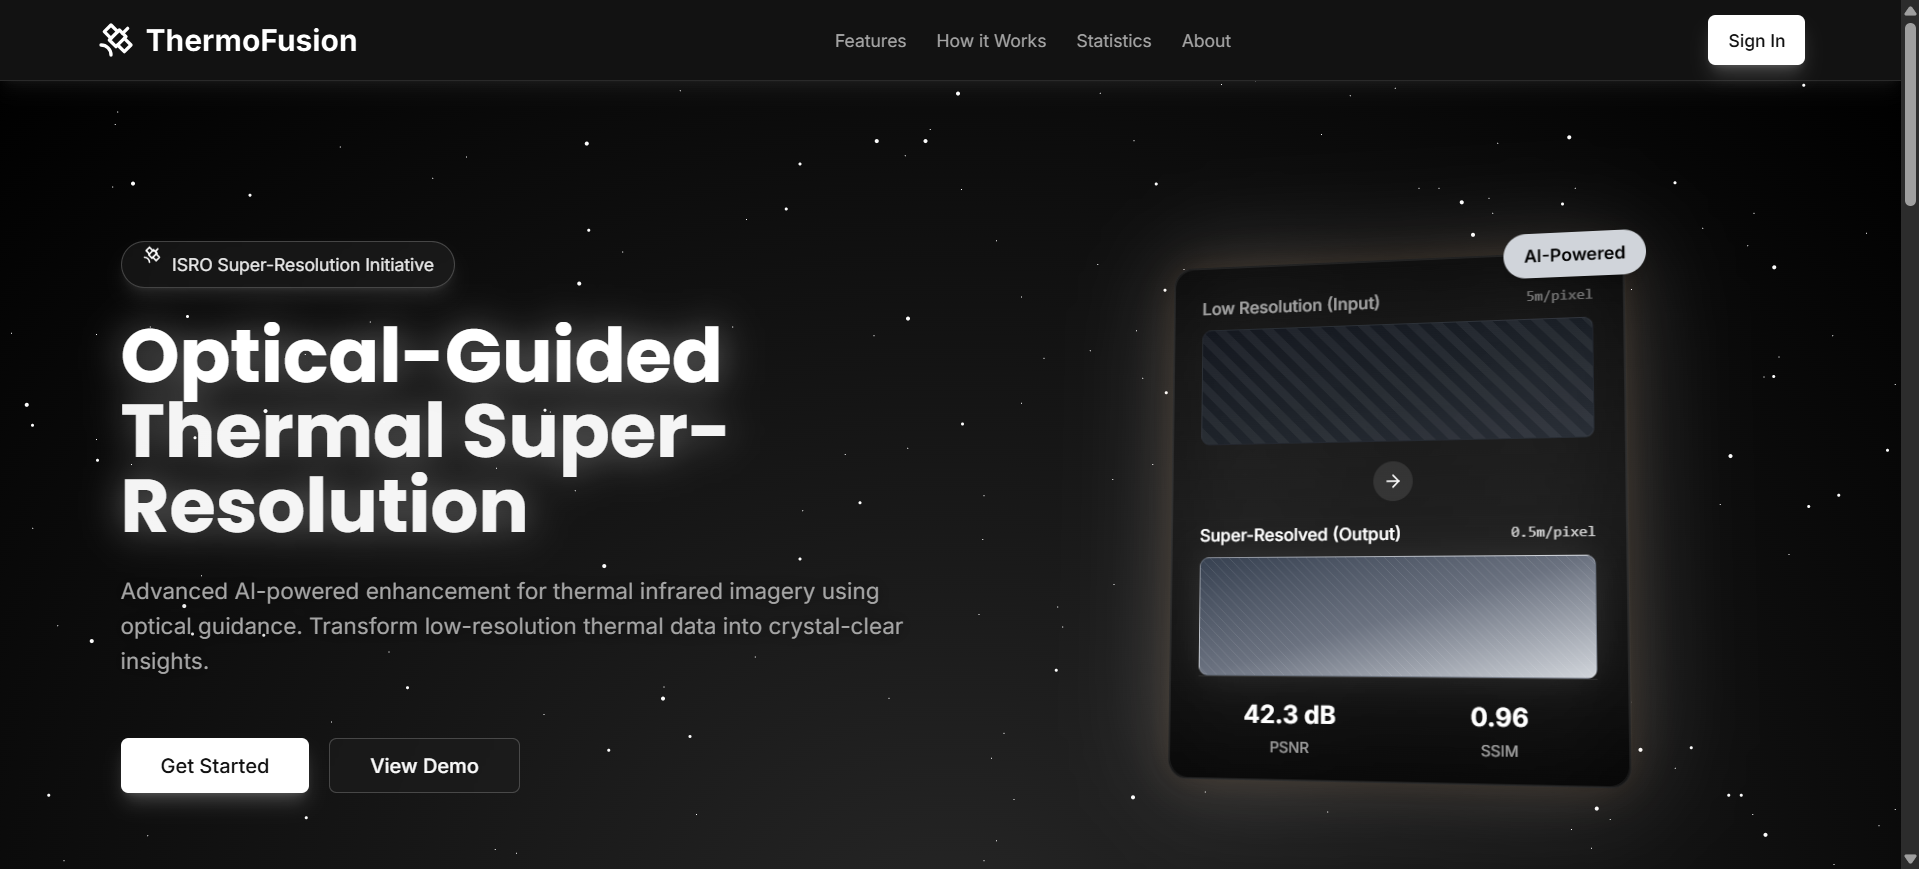 ThermoFusion
Features
How it Works
Statistics
About
Sign In
ISRO Super-Resolution Initiative
Optical-Guided
Thermal Super-
Resolution
Advanced AI-powered enhancement for thermal infrared imagery using
optical guidance. Transform low-resolution thermal data into crystal-clear
insights.
Get Started
View Demo
AI-Powered
Low Resolution (Input)
5m/pixel
Super-Resolved (Output)
0.5m/pixel
42.3 dB
PSNR
0.96
SSIM